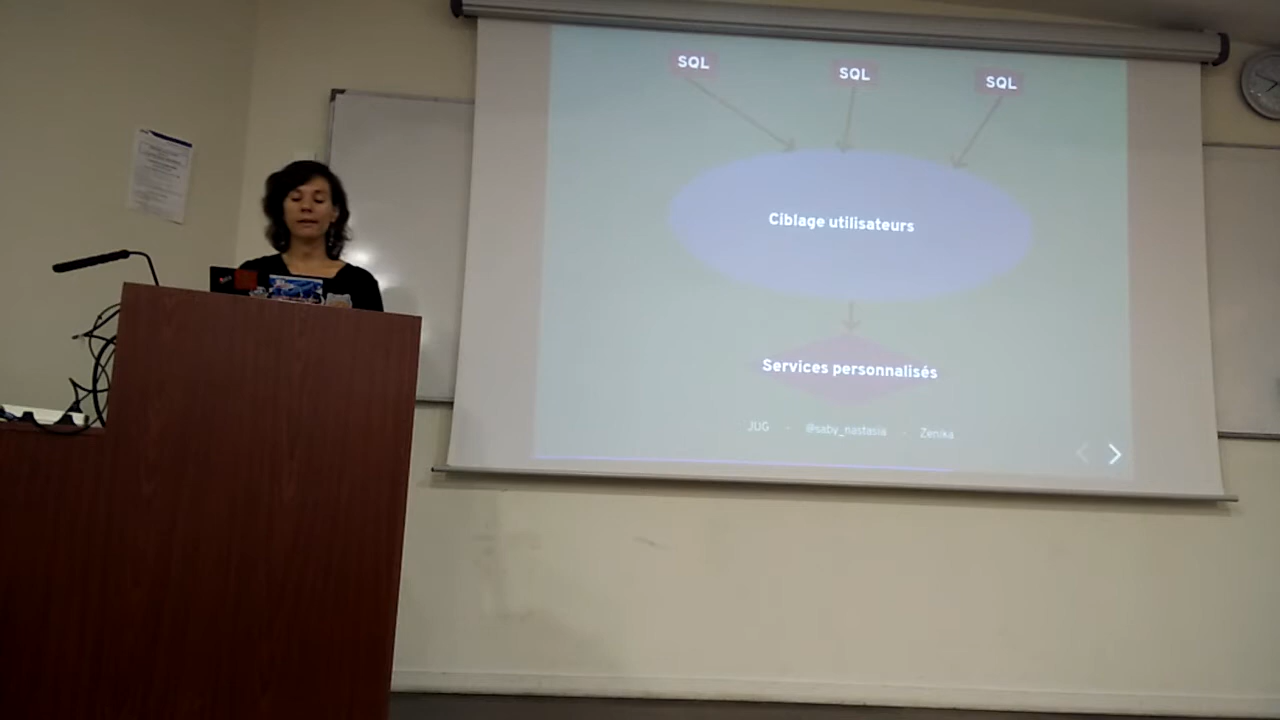 SQL
SQL
SQL
Ciblage utilisateurs
Services personnalisés
JUG - @saby_nastasia - Zenika